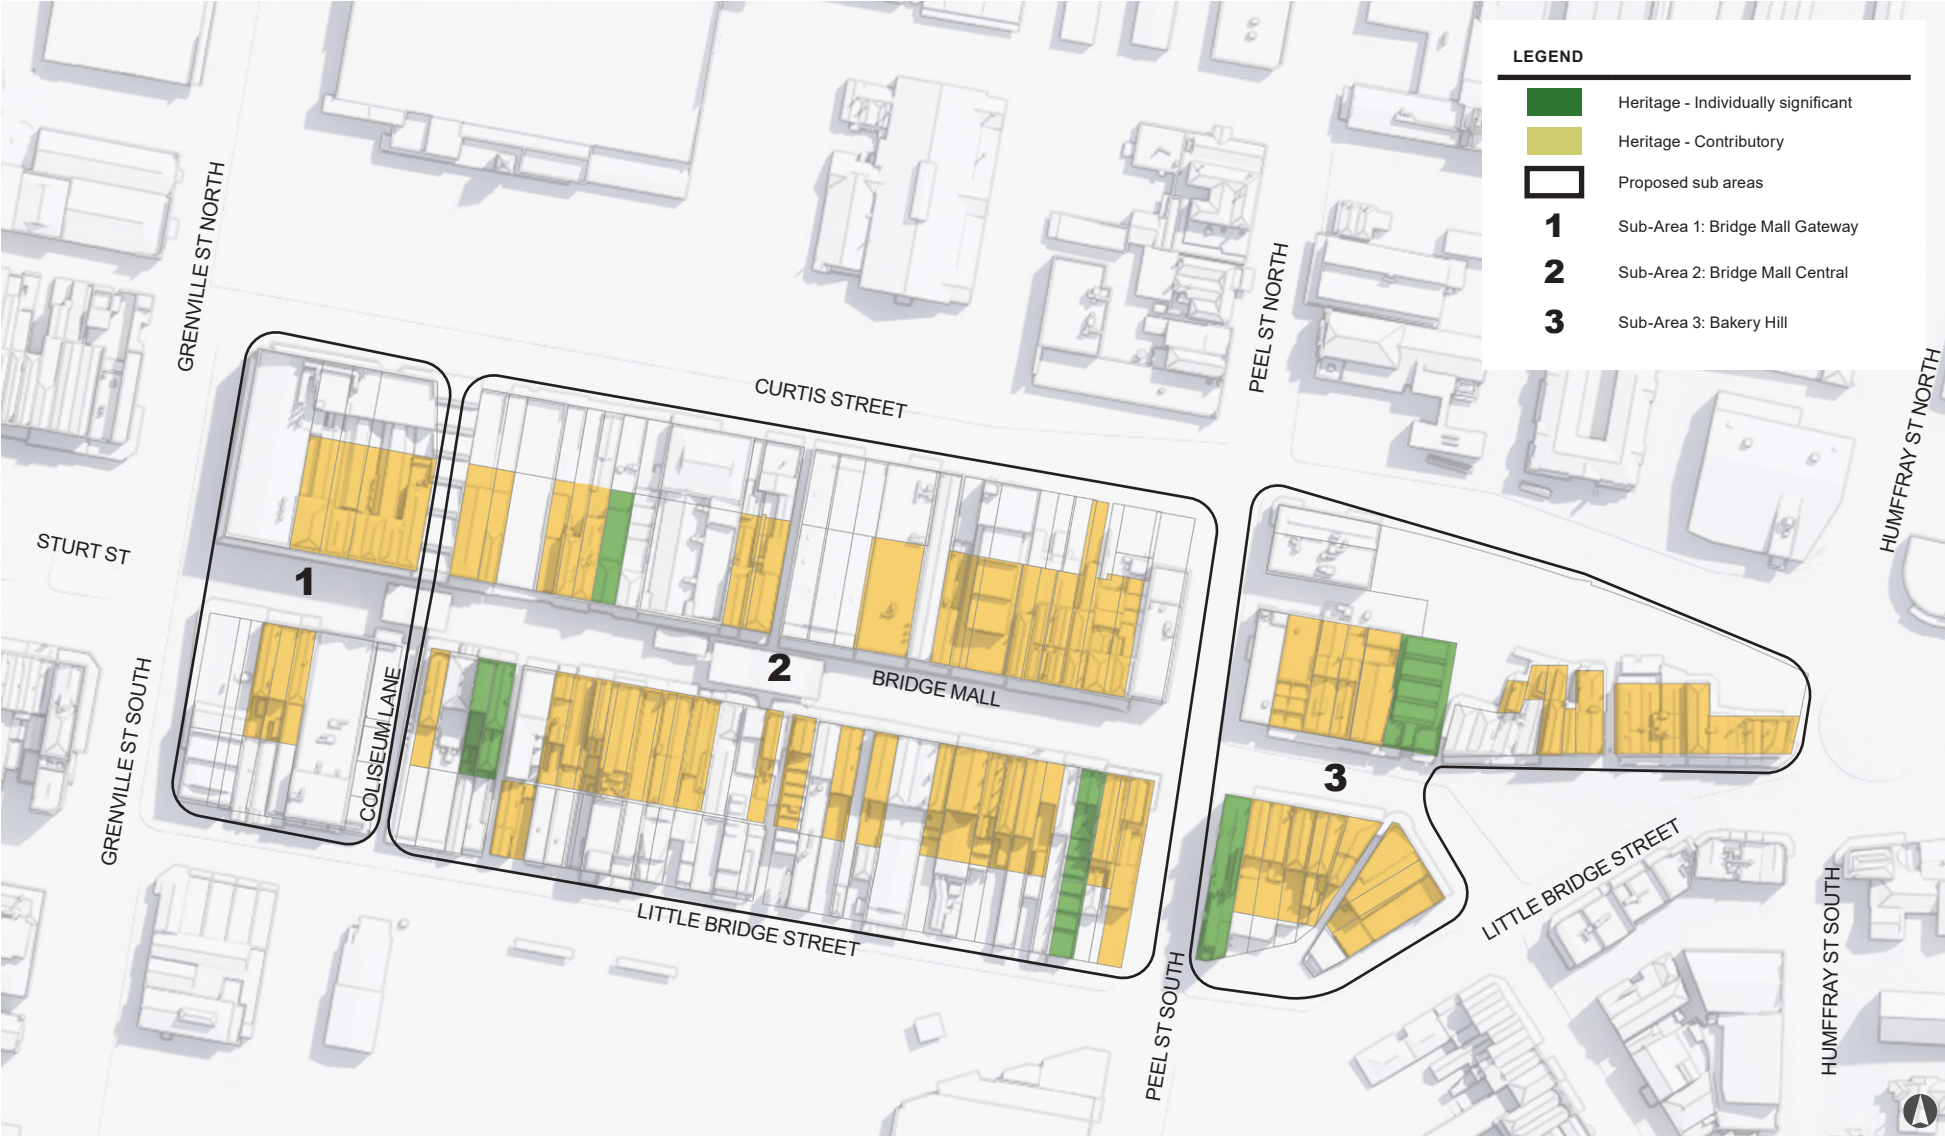 LEGEND
Heritage - Individually significant
Heritage - Contributory
Proposed sub areas
1 Sub-Area 1: Bridge Mall Gateway
2 Sub-Area 2: Bridge Mall Central
3 Sub-Area 3: Bakery Hill
GRENVILLE ST NORTH
PEEL ST NORTH
HUMFFRAY ST NORTH
CURTIS STREET
STURT ST
1
2
BRIDGE MALL
3
COLISEUM LANE
GRENVILLE ST SOUTH
LITTLE BRIDGE STREET
LITTLE BRIDGE STREET
PEEL ST SOUTH
HUMFFRAY ST SOUTH